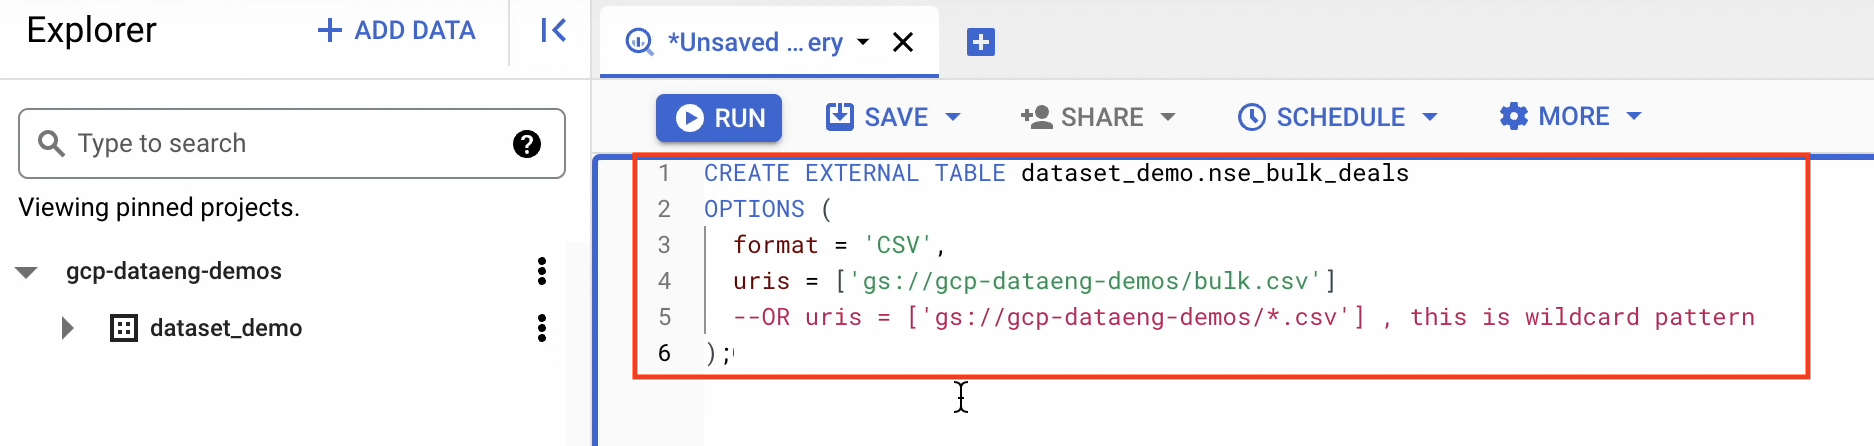 Explorer
+ ADD DATA
*Unsaved ... ery
Type to search
?
Viewing pinned projects.
gcp-dataeng-demos
dataset_demo
RUN
SAVE
SHARE
SCHEDULE
MORE
1 CREATE EXTERNAL TABLE dataset_demo.nse_bulk_deals
2 OPTIONS (
3 format = 'CSV',
4 uris = ['gs://gcp-dataeng-demos/bulk.csv']
5 --OR uris = ['gs://gcp-dataeng-demos/*.csv'] , this is wildcard pattern
6 );